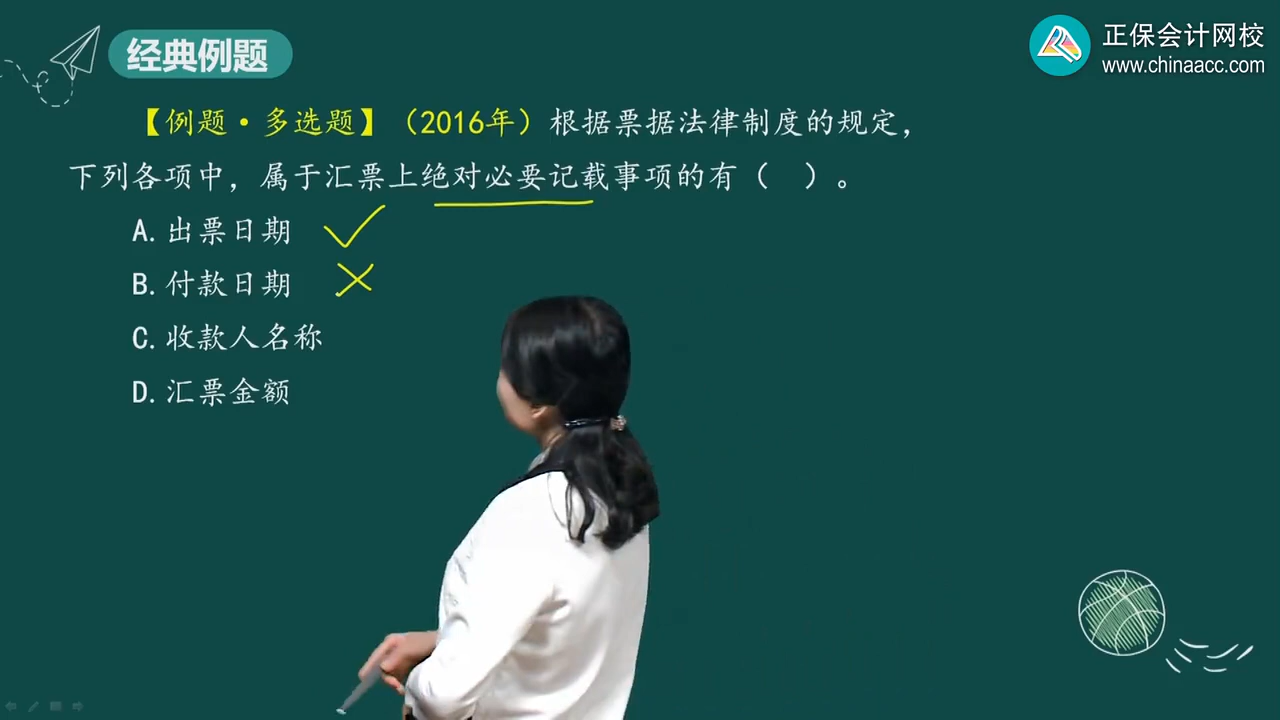 经典例题
正保会计网校
www.chinaacc.com
【例题·多选题】（2016年）根据票据法律制度的规定，
下列各项中，属于汇票上绝对必要记载事项的有（ ）。
A. 出票日期
B. 付款日期
C. 收款人名称
D. 汇票金额